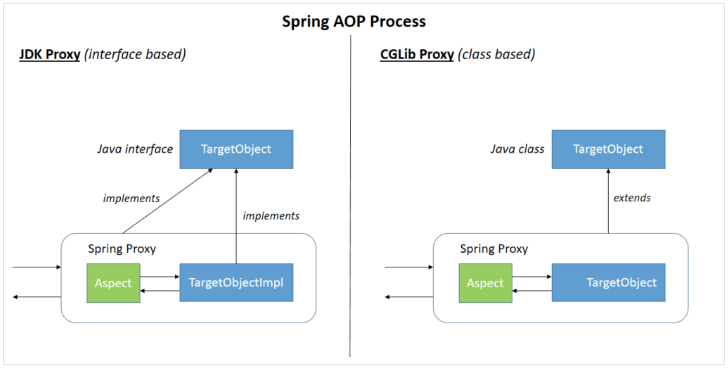 Spring AOP Process
JDK Proxy (interface based)
Java interface
TargetObject
implements
implements
Spring Proxy
Aspect
TargetObjectImpl
CGLib Proxy (class based)
Java class
TargetObject
extends
Spring Proxy
Aspect
TargetObject